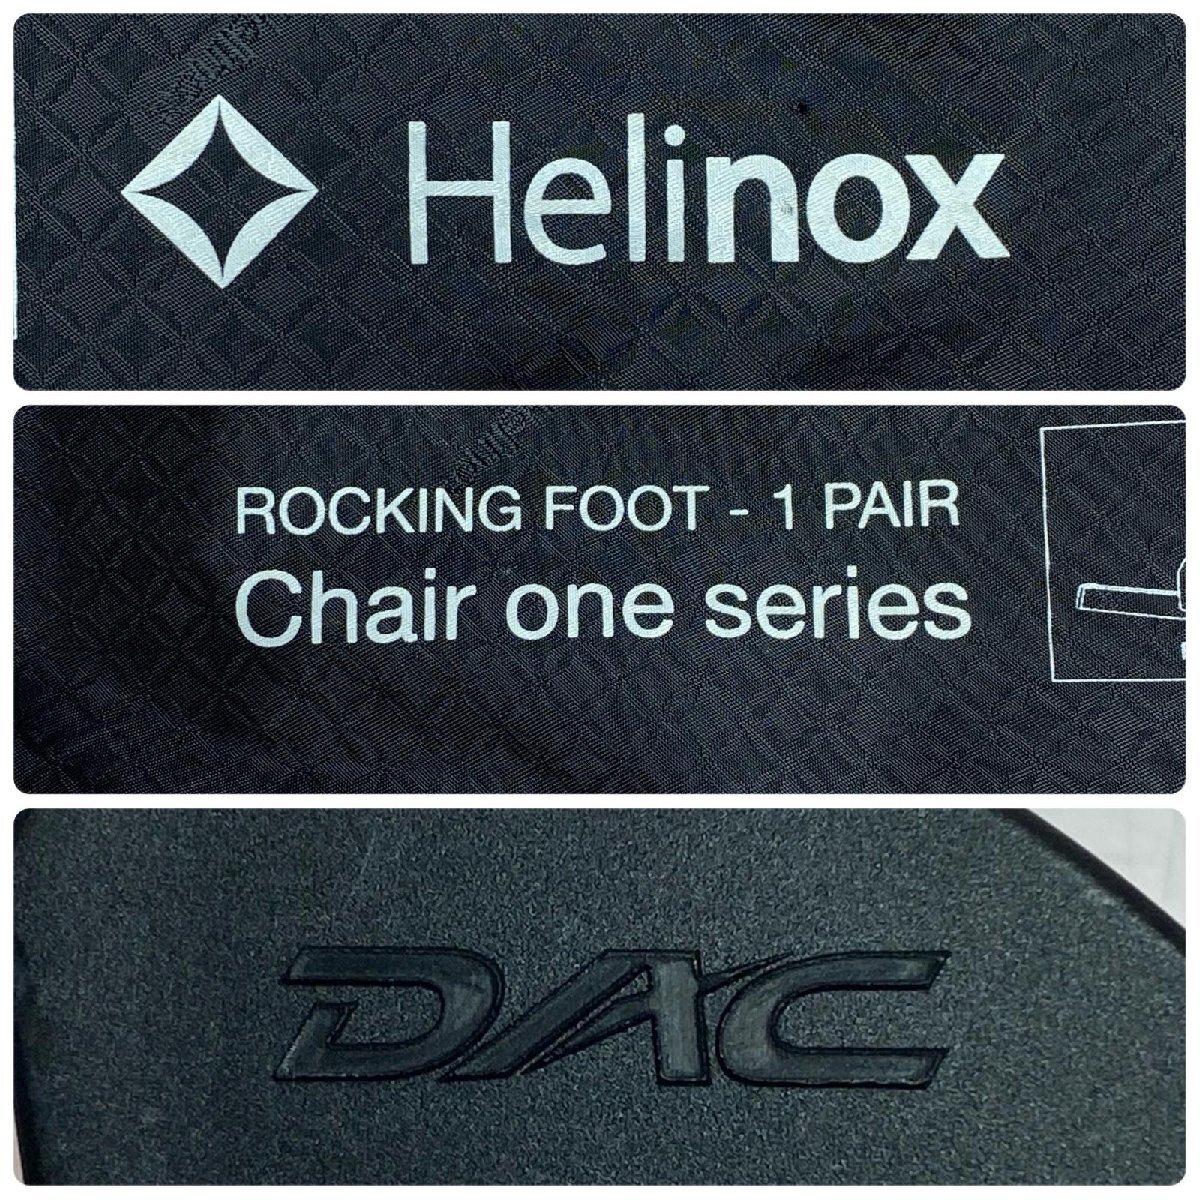 Helinox
ROCKING FOOT - 1 PAIR
Chair one series
DAC